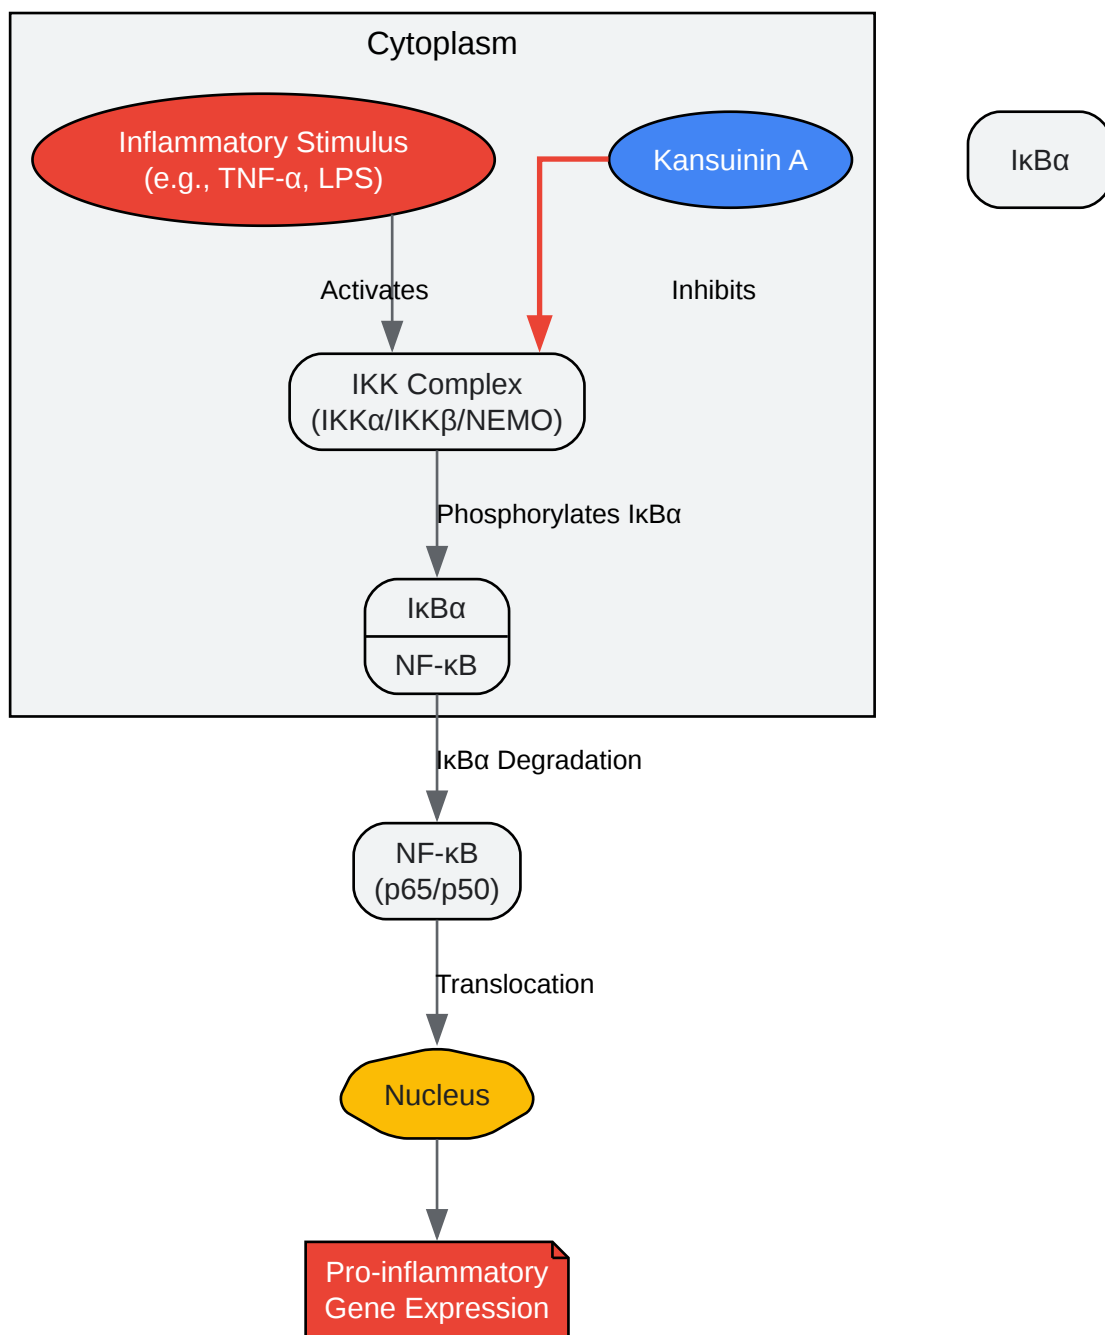 Cytoplasm
Inflammatory Stimulus
(e.g., TNF-α, LPS)
Kansuinin A
IκBα
Activates
Inhibits
IKK Complex
(IKKα/IKKβ/NEMO)
Phosphorylates IκBα
IκBα
NF-κB
IκBα Degradation
NF-κB
(p65/p50)
Translocation
Nucleus
Pro-inflammatory
Gene Expression